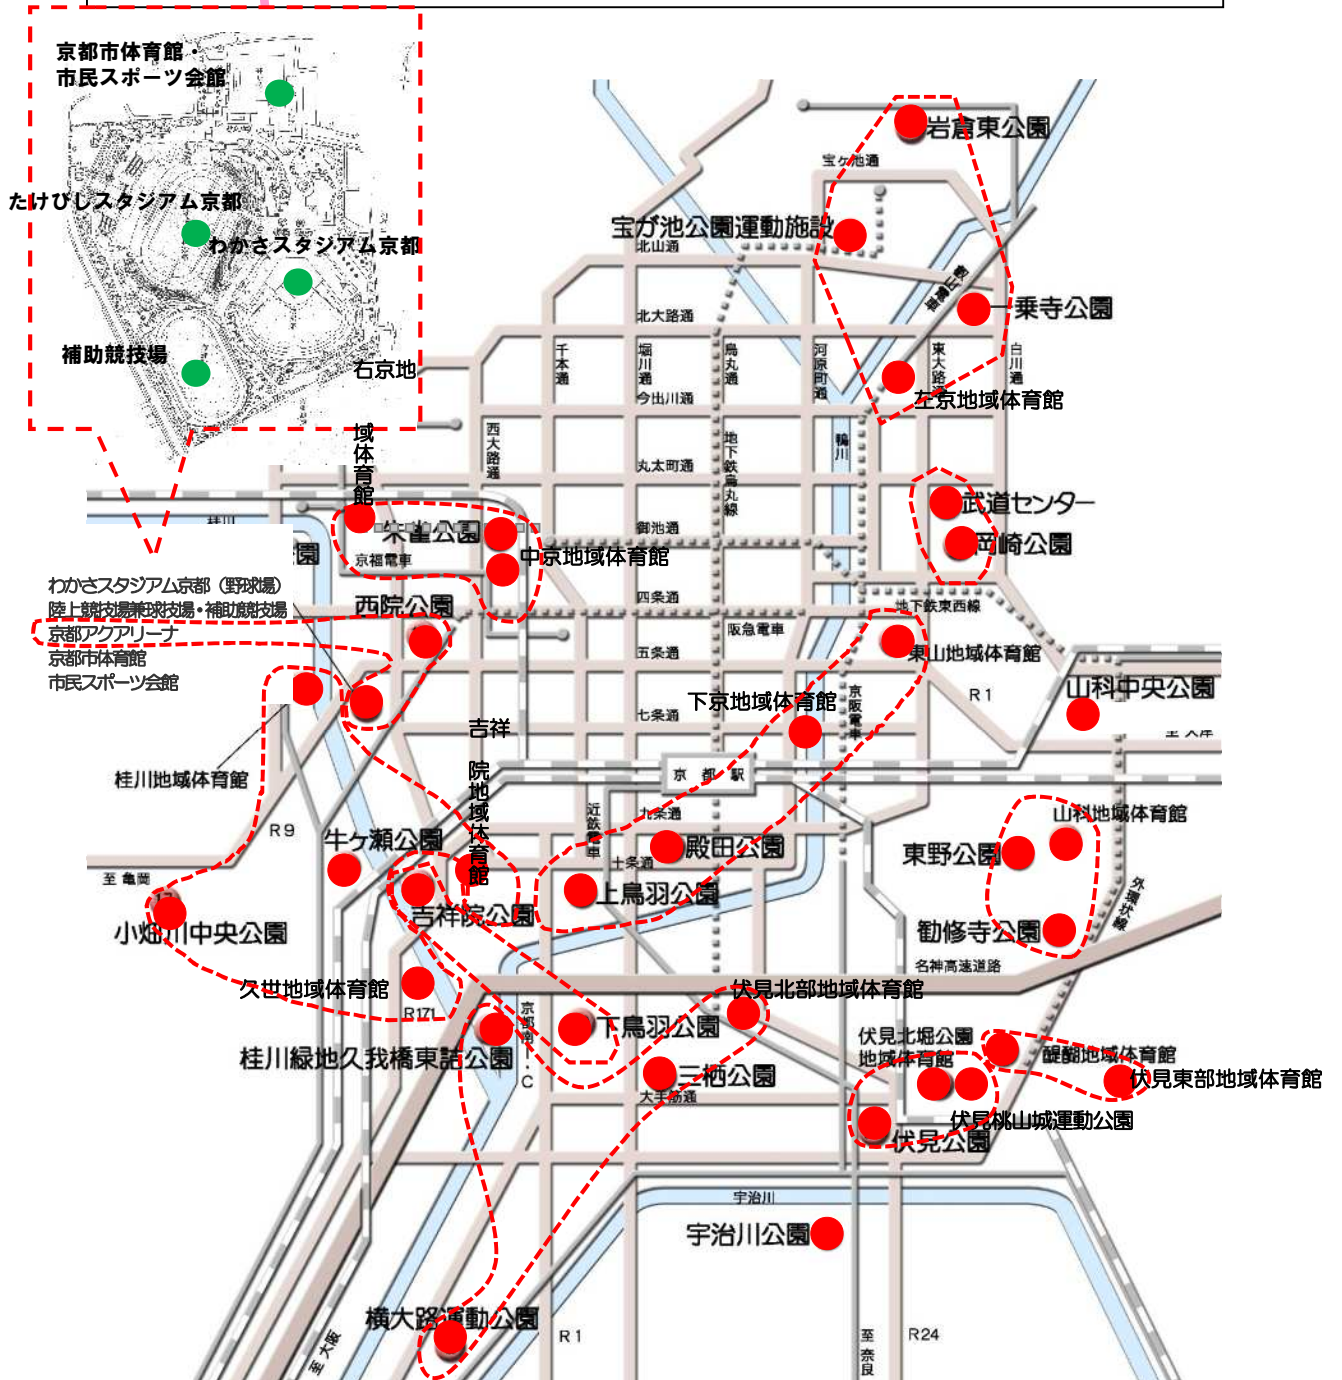 京都市体育館・
市民スポーツ会館
たけびしスタジアム京都
わかさスタジアム京都
補助競技場
岩倉東公園
宝ヶ池通
宝が池公園運動施設
北山通
叡山電車
乗寺公園
北大路通
右京地
域体育館
千本通
堀川通
烏丸通
河原町通
東大路通
白川通
今出川通
左京地域体育館
西大路通
丸太町通
地下鉄烏丸線
鴨川
武道センター
桂川
朱雀公園
御池通
岡崎公園
園
京福電車
中京地域体育館
わかさスタジアム京都（野球場）
陸上競技場兼球技場・補助競技場
京都アクアリーナ
京都市体育館
市民スポーツ会館
西院公園
四条通
地下鉄東西線
阪急電車
五条通
東山地域体育館
下京地域体育館
京阪電車
R1
山科中央公園
吉祥
院地域体育館
七条通
至 大津
桂川地域体育館
京都駅
近鉄電車
九条通
R9
牛ケ瀬公園
殿田公園
東野公園
山科地域体育館
至 亀岡
十条通
上鳥羽公園
外環状線
小畑川中央公園
吉祥院公園
勧修寺公園
名神高速道路
久世地域体育館
伏見北部地域体育館
R171
京都南I・C
下鳥羽公園
桂川緑地久我橋東詰公園
伏見北堀公園
地域体育館
醍醐地域体育館
三栖公園
伏見東部地域体育館
大手筋通
伏見桃山城運動公園
伏見公園
宇治川
宇治川公園
横大路運動公園
至 大阪
R1
至 奈良
R24